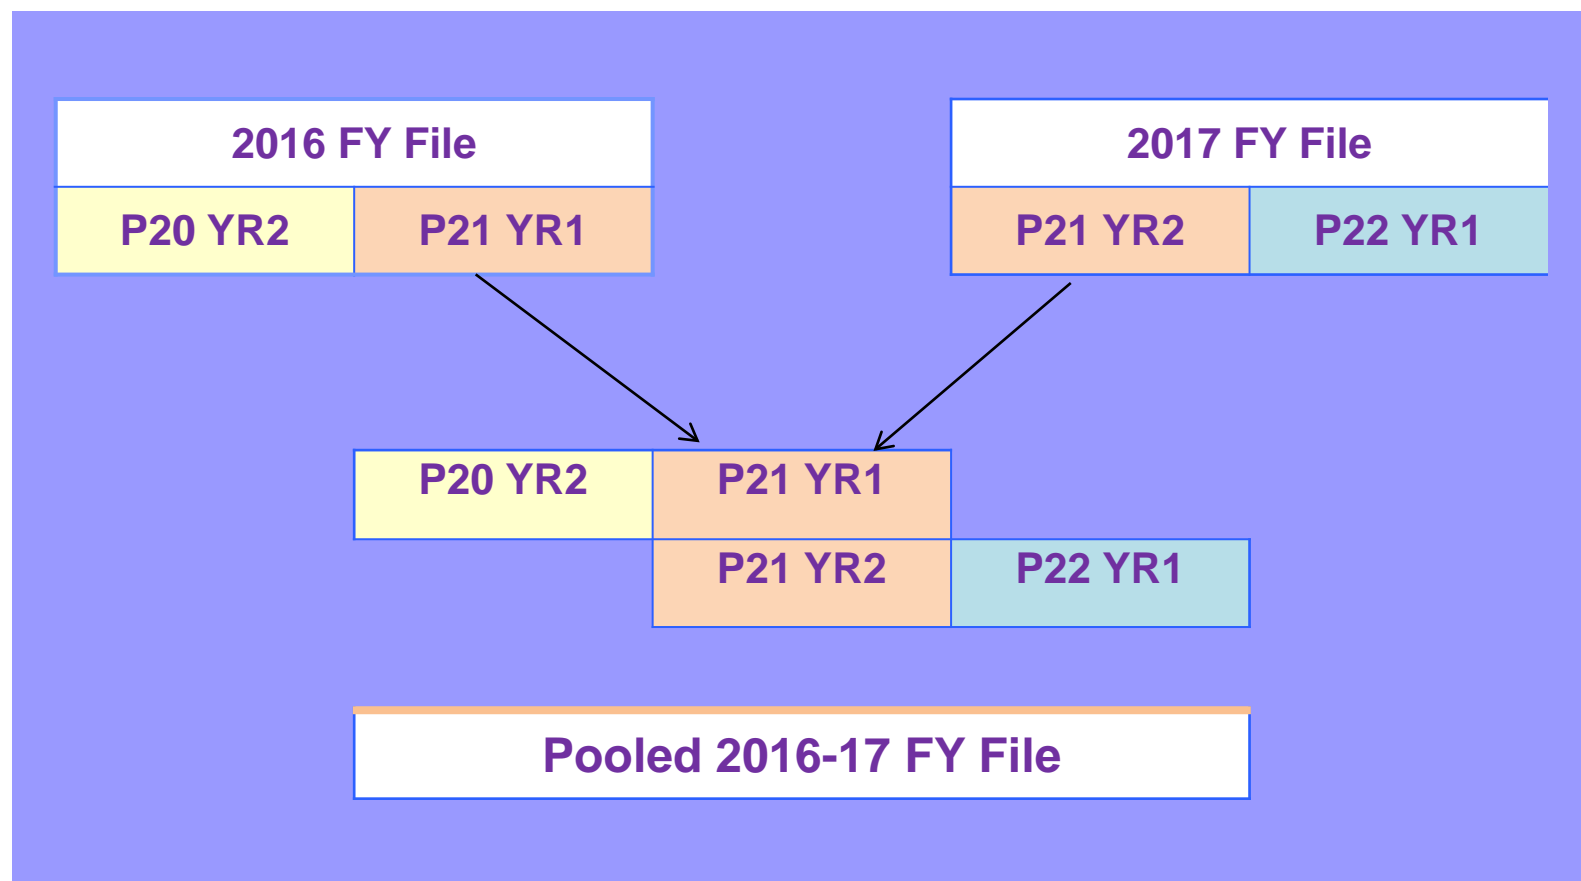 2016 FY File
P20 YR2 P21 YR1
2017 FY File
P21 YR2 P22 YR1
P20 YR2 P21 YR1
P21 YR2 P22 YR1
Pooled 2016-17 FY File